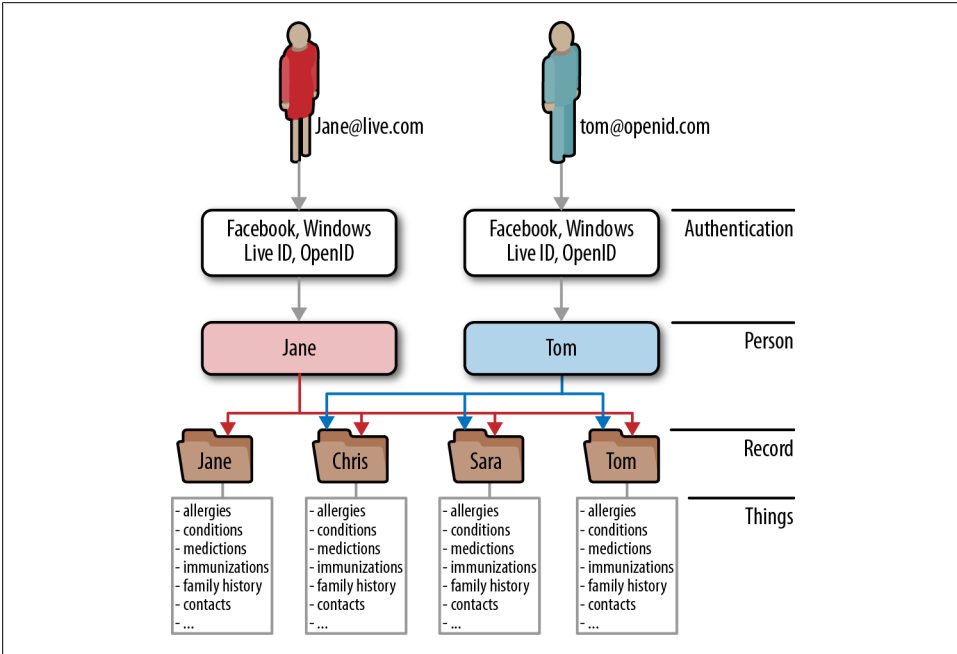 Jane@live.com
tom@openid.com
Facebook, Windows
Live ID, OpenID
Facebook, Windows
Live ID, OpenID
Authentication
Jane
Tom
Person
Jane
Chris
Sara
Tom
Record
Things
- allergies
- conditions
- medictions
- immunizations
- family history
- contacts
- ...
- allergies
- conditions
- medictions
- immunizations
- family history
- contacts
- ...
- allergies
- conditions
- medictions
- immunizations
- family history
- contacts
- ...
- allergies
- conditions
- medictions
- immunizations
- family history
- contacts
- ...